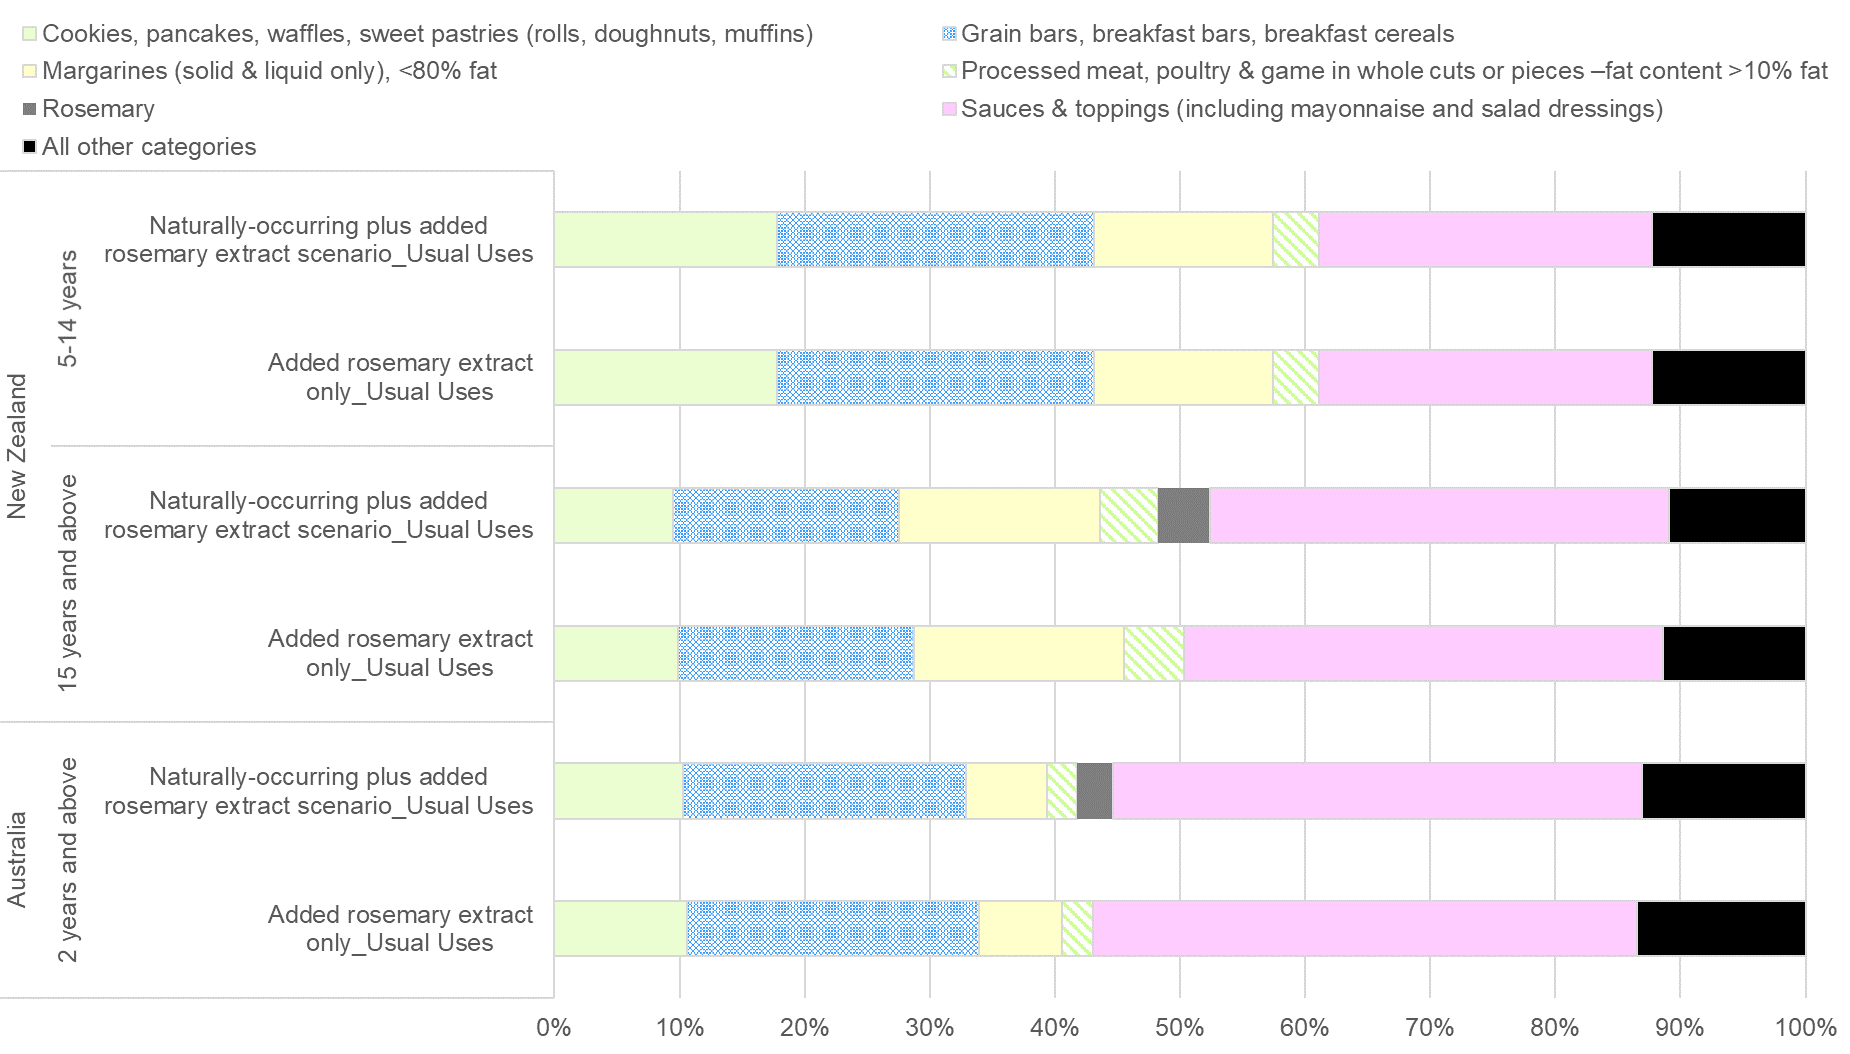 Cookies, pancakes, waffles, sweet pastries (rolls, doughnuts, muffins)
Grain bars, breakfast bars, breakfast cereals
Margarines (solid & liquid only), <80% fat
Processed meat, poultry & game in whole cuts or pieces –fat content >10% fat
Rosemary
Sauces & toppings (including mayonnaise and salad dressings)
All other categories
New Zealand
5-14 years
Naturally-occurring plus added
rosemary extract scenario_Usual Uses
Added rosemary extract
only_Usual Uses
15 years and above
Naturally-occurring plus added
rosemary extract scenario_Usual Uses
Added rosemary extract
only_Usual Uses
Australia
2 years and above
Naturally-occurring plus added
rosemary extract scenario_Usual Uses
Added rosemary extract
only_Usual Uses
0% 10% 20% 30% 40% 50% 60% 70% 80% 90% 100%